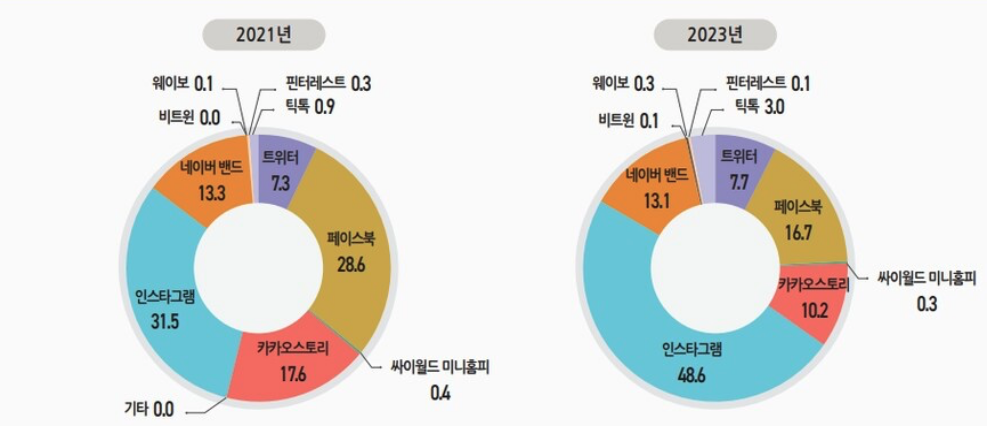 2021년
웨이보 0.1
핀터레스트 0.3
비트윈 0.0
틱톡 0.9
트위터
7.3
네이버 밴드
13.3
페이스북
28.6
인스타그램
31.5
카카오스토리
17.6
싸이월드 미니홈피
0.4
기타 0.0
2023년
웨이보 0.3
핀터레스트 0.1
비트윈 0.1
틱톡 3.0
트위터
7.7
네이버 밴드
13.1
페이스북
16.7
싸이월드 미니홈피
0.3
카카오스토리
10.2
인스타그램
48.6